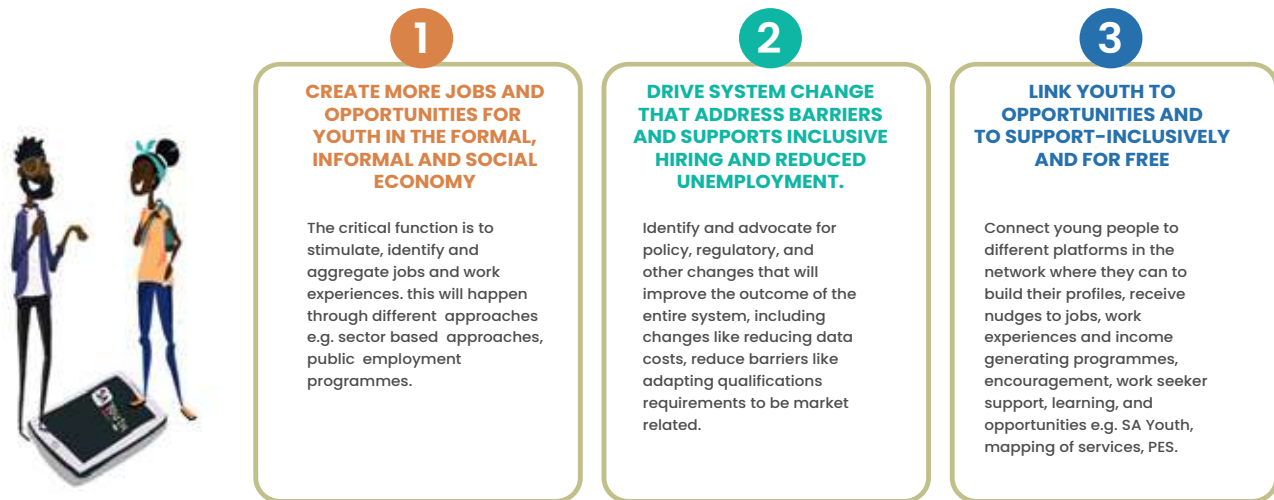 1
CREATE MORE JOBS AND
OPPORTUNITIES FOR
YOUTH IN THE FORMAL,
INFORMAL AND SOCIAL
ECONOMY
The critical function is to
stimulate, identify and
aggregate jobs and work
experiences. this will happen
through different approaches
e.g. sector based approaches,
public employment
programmes.
2
DRIVE SYSTEM CHANGE
THAT ADDRESS BARRIERS
AND SUPPORTS INCLUSIVE
HIRING AND REDUCED
UNEMPLOYMENT.
Identify and advocate for
policy, regulatory, and
other changes that will
improve the outcome of the
entire system, including
changes like reducing data
costs, reduce barriers like
adapting qualifications
requirements to be market
related.
3
LINK YOUTH TO
OPPORTUNITIES AND
TO SUPPORT-INCLUSIVELY
AND FOR FREE
Connect young people to
different platforms in the
network where they can to
build their profiles, receive
nudges to jobs, work
experiences and income
generating programmes,
encouragement, work seeker
support, learning, and
opportunities e.g. SA Youth,
mapping of services, PES.
SA